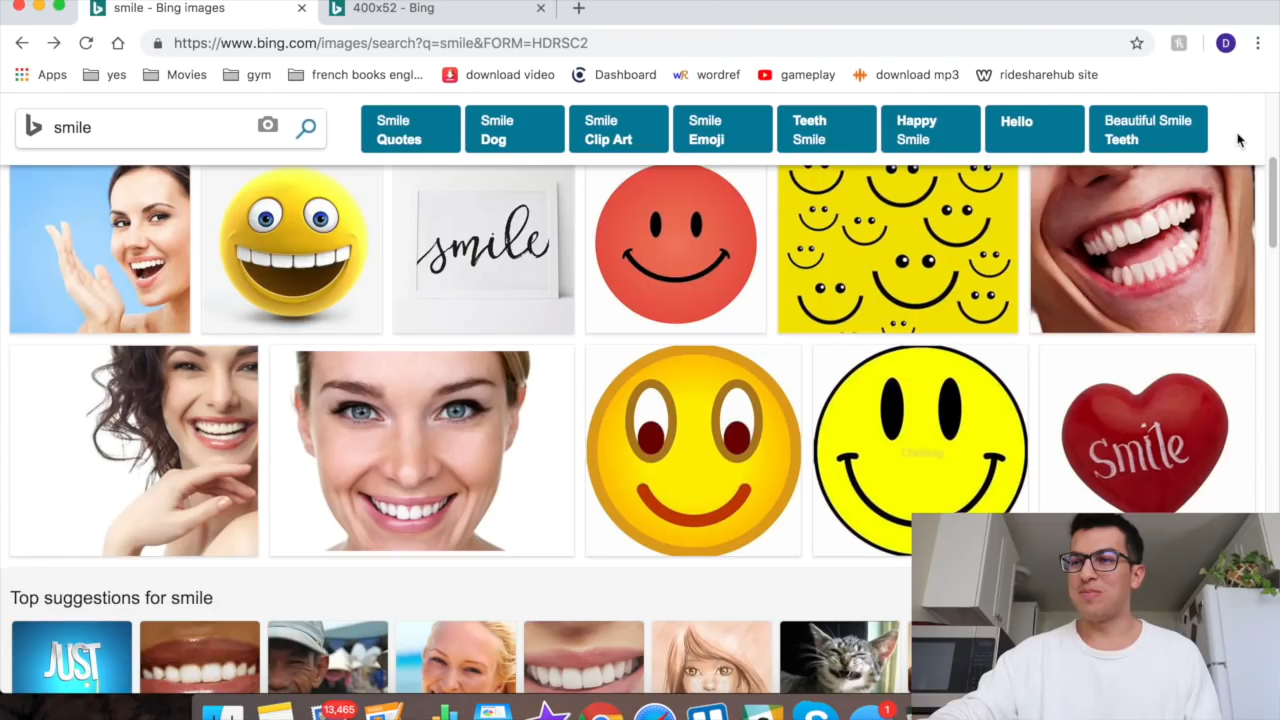 smile - Bing images
400x52 - Bing
https://www.bing.com/images/search?q=smile&FORM=HDRSC2
D
Apps
yes
Movies
gym
french books engl...
download video
Dashboard
wordref
gameplay
download mp3
ridesharehub site
smile
Smile
Quotes
Smile
Dog
Smile
Clip Art
Smile
Emoji
Teeth
Smile
Happy
Smile
Hello
Beautiful Smile
Teeth
smile
Smile
Top suggestions for smile
JUST
13,465
1